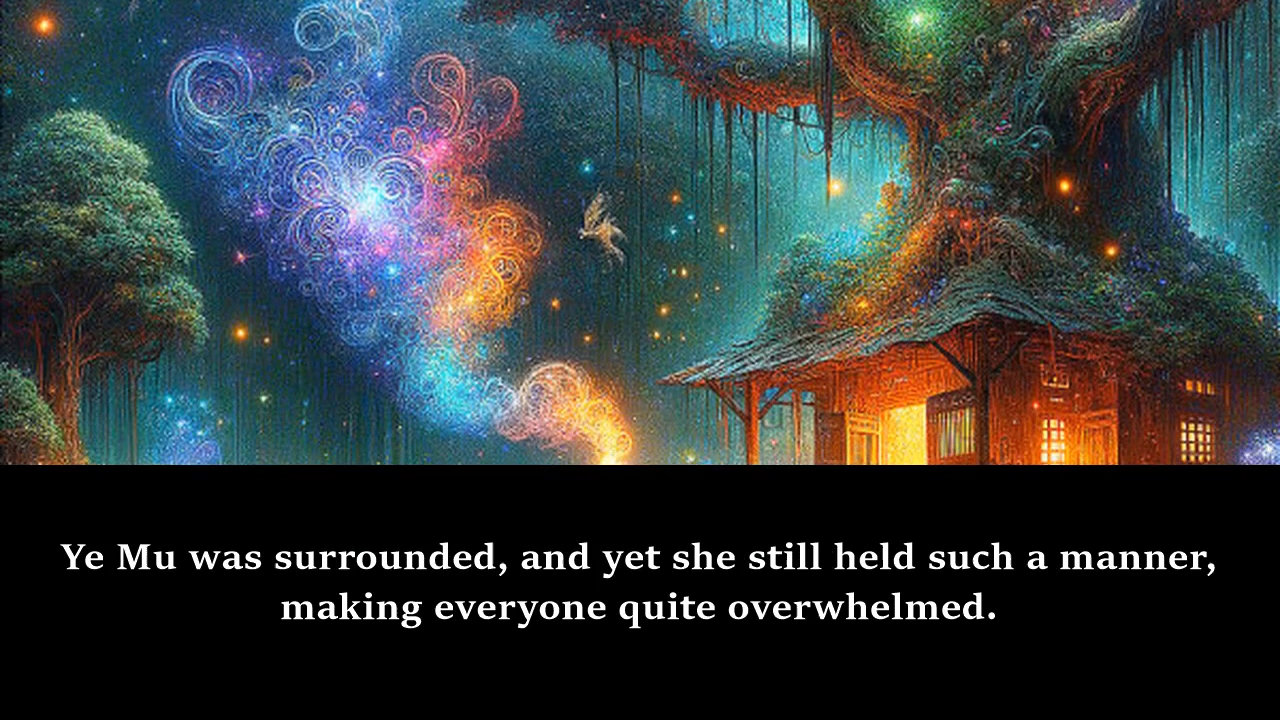 Ye Mu was surrounded, and yet she still held such a manner,
making everyone quite overwhelmed.